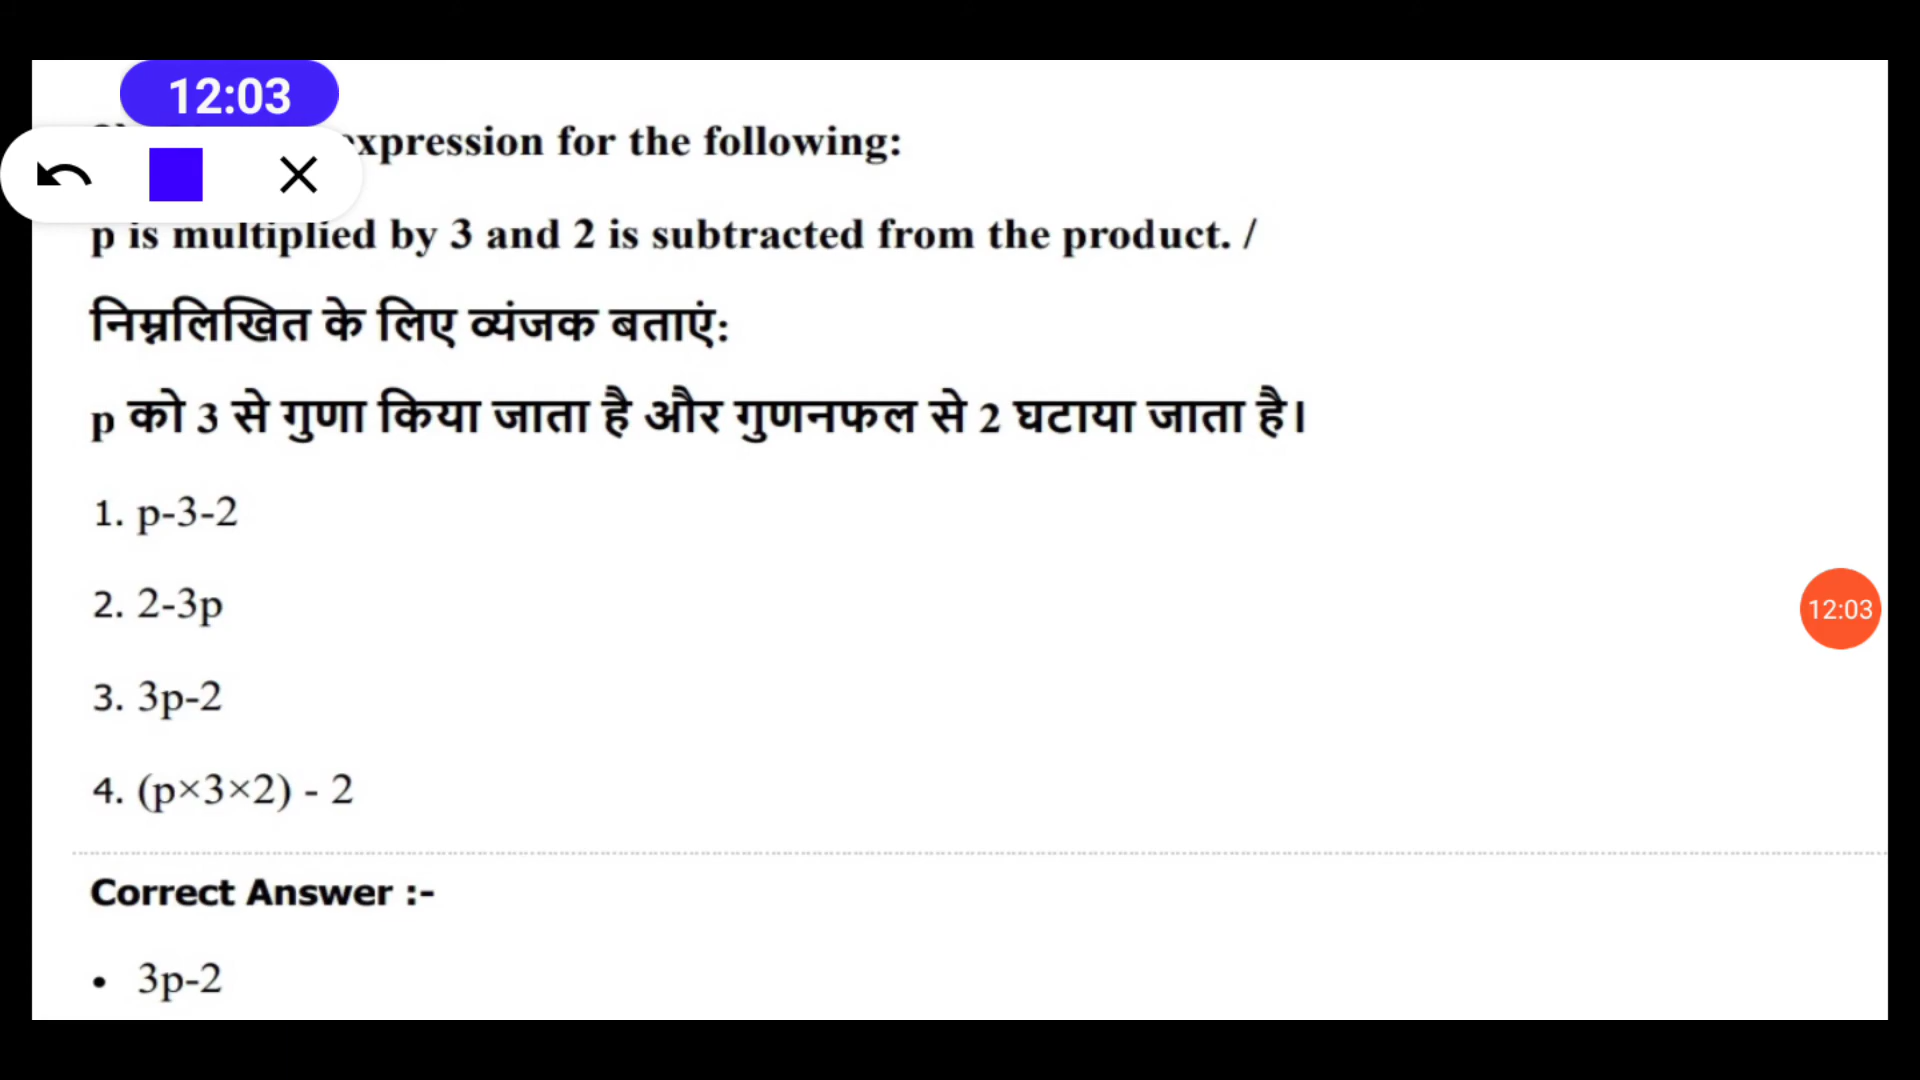 12:03
expression for the following:
p is multiplied by 3 and 2 is subtracted from the product. /
निम्नलिखित के लिए व्यंजक बताएं:
p को 3 से गुणा किया जाता है और गुणनफल से 2 घटाया जाता है।
1. p-3-2
2. 2-3p
12:03
3. 3p-2
4. (p×3×2) - 2
Correct Answer :-
• 3p-2